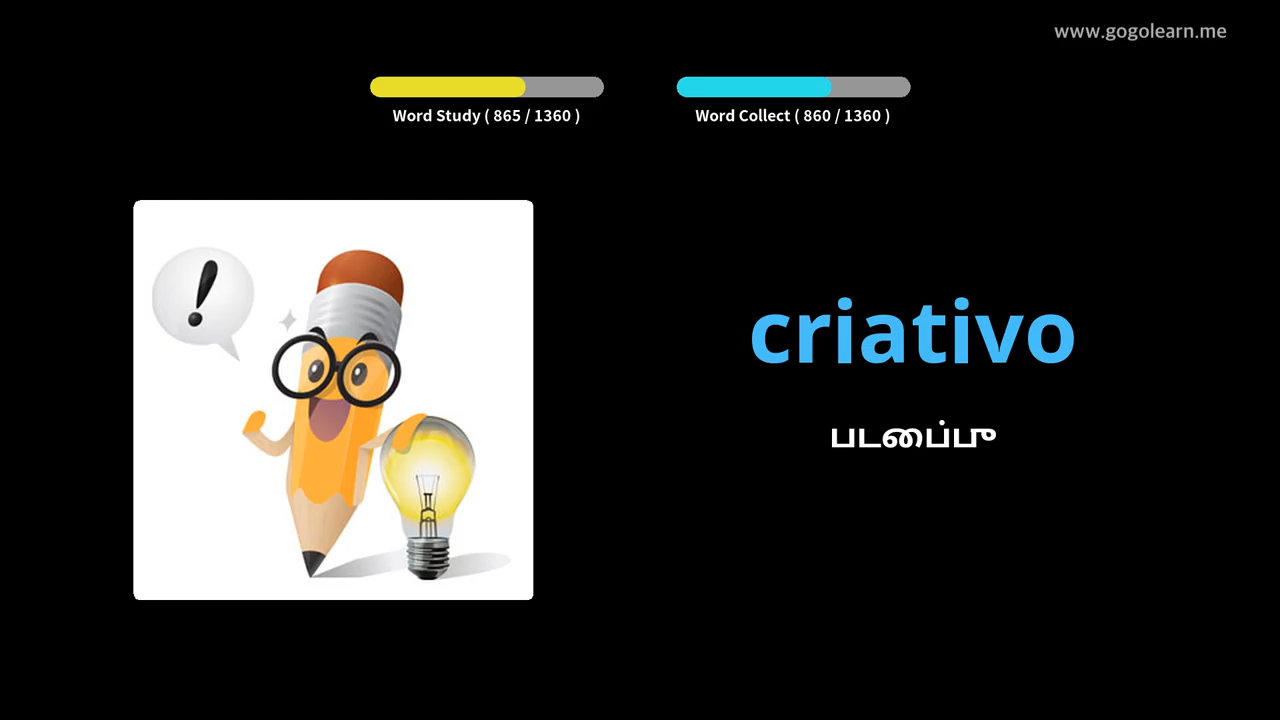 www.gogolearn.me
Word Study ( 865 / 1360 )
Word Collect ( 860 / 1360 )
!
criativo
படைப்பு